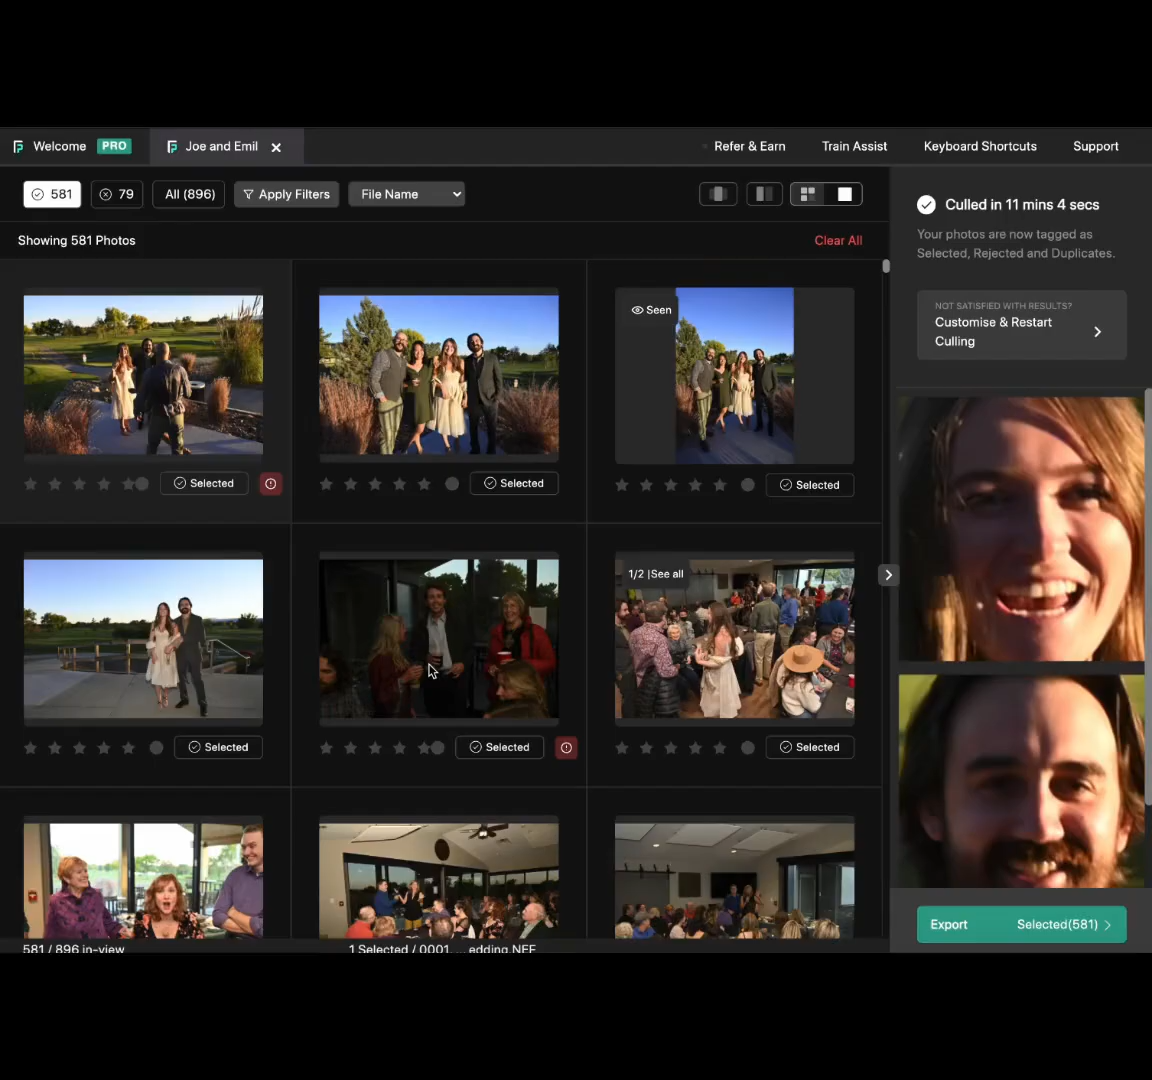 Welcome PRO
Joe and Emil
Refer & Earn
Train Assist
Keyboard Shortcuts
Support
581
79
All (896)
Apply Filters
File Name
Culled in 11 mins 4 secs
Your photos are now tagged as
Selected, Rejected and Duplicates.
Showing 581 Photos
Clear All
NOT SATISFIED WITH RESULTS?
Customise & Restart
Culling
Seen
Selected
Selected
Selected
1/2 |See all
Selected
Selected
Selected
Export Selected(581)
581 / 896 in-view
1 Selected / 0001, ... edding.NEF